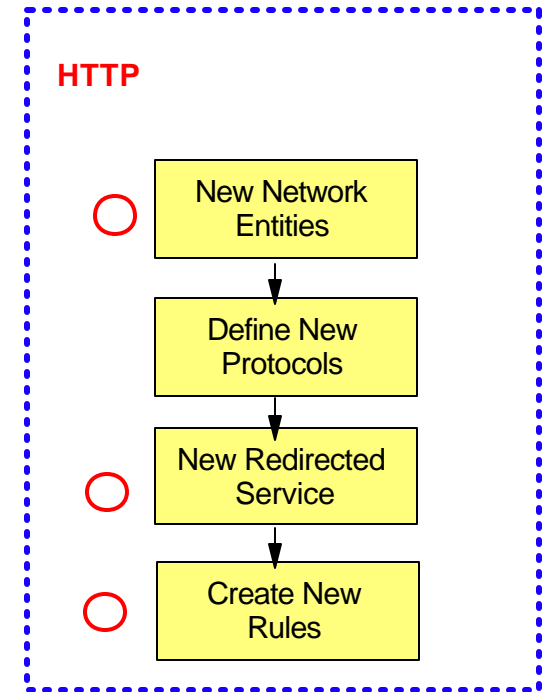 HTTP
New Network
Entities
Define New
Protocols
New Redirected
Service
Create New
Rules